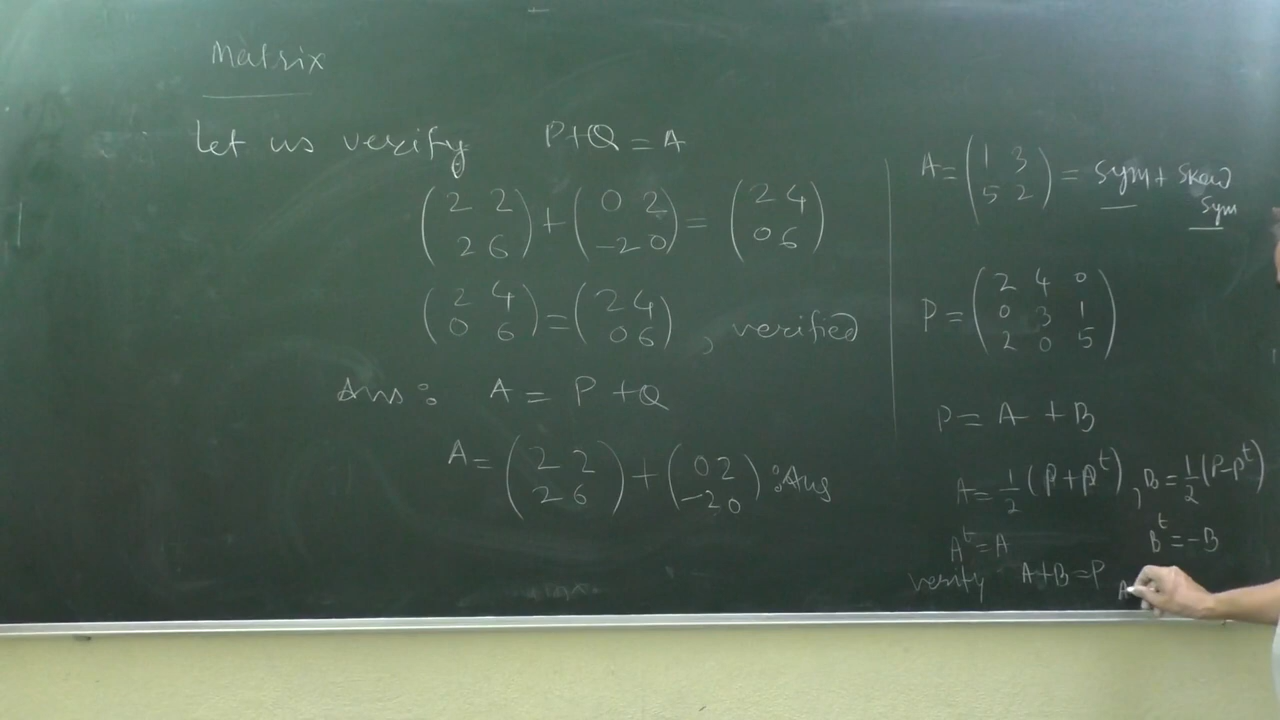 Matrix
Let us verify P+Q = A
(2 2
2 6) + (0 2
-2 0) = (2 4
0 6)
(2 4
0 6) = (2 4
0 6), verified
Ans: A = P + Q
A = (2 2
2 6) + (0 2
-2 0) :Ans
A = (1 3
5 2) = Sym + Skew
Sym
P = (2 4 0
0 3 1
2 0 5)
P = A + B
A = 1/2 (P + P^t), B = 1/2 (P - P^t)
A^t = A B^t = -B
verify A+B = P A